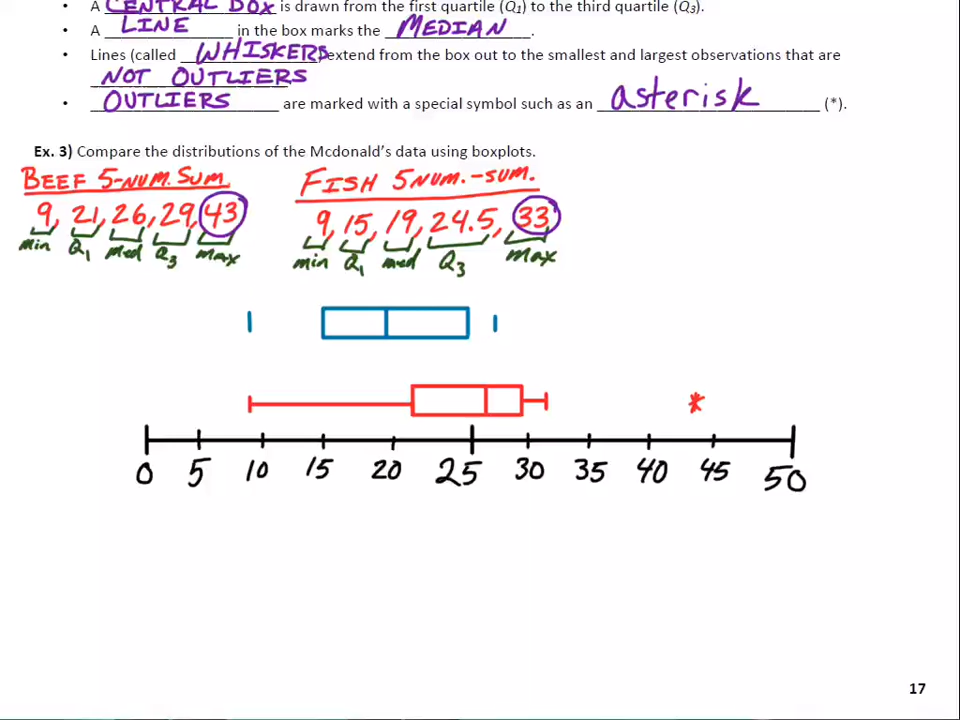 • A CENTRAL BOX is drawn from the first quartile (Q1) to the third quartile (Q3).
• A LINE in the box marks the MEDIAN.
• Lines (called WHISKERS) extend from the box out to the smallest and largest observations that are
NOT OUTLIERS
• OUTLIERS are marked with a special symbol such as an asterisk (*).
Ex. 3) Compare the distributions of the Mcdonald's data using boxplots.
BEEF 5-NUM. SUM
9, 21, 26, 29, 43
min Q1 med Q3 max
FISH 5NUM.-SUM.
9, 15, 19, 24.5, 33
min Q1 med Q3 max
*
0 5 10 15 20 25 30 35 40 45 50
17